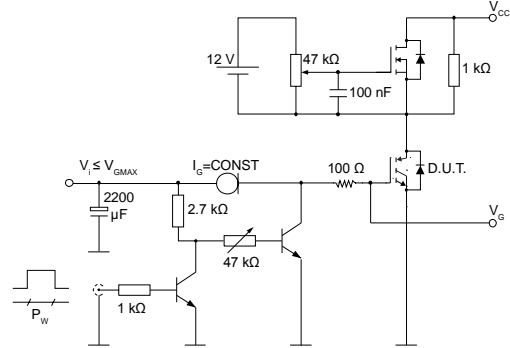 V_CC
12 V
47 kΩ
1 kΩ
100 nF
V_i ≤ V_GMAX
I_G=CONST
100 Ω
D.U.T.
2200
μF
2.7 kΩ
V_G
47 kΩ
1 kΩ
P_W